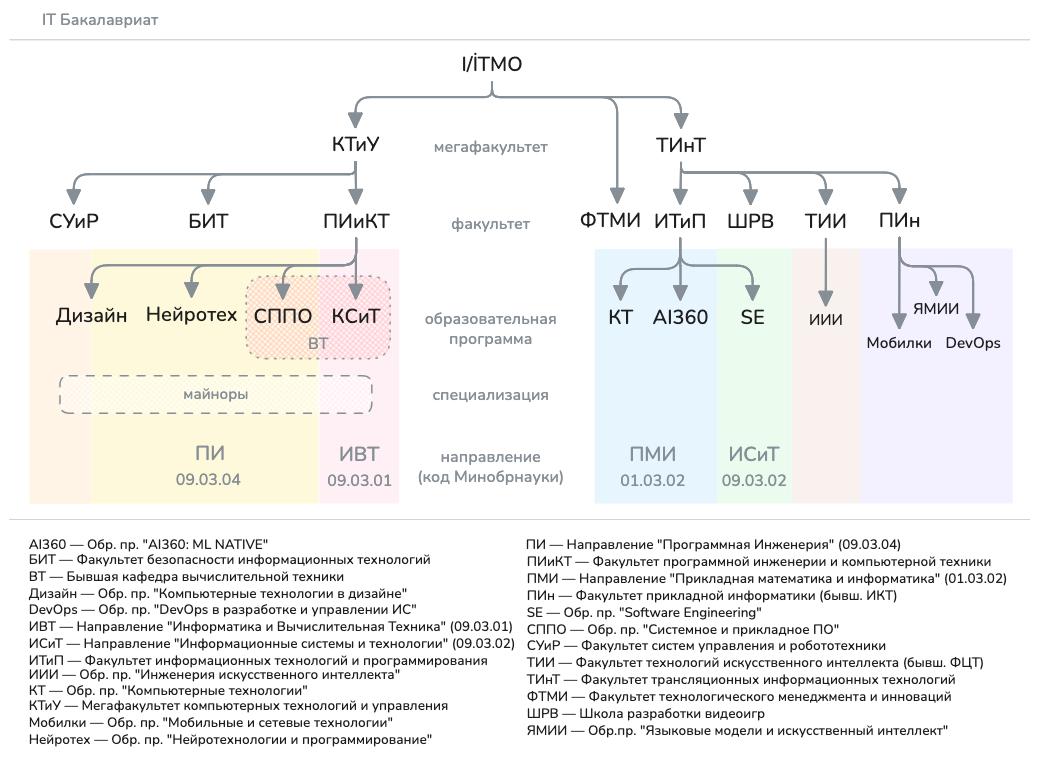 IT Бакалавриат
I/İTMO
КТиУ мегафакультет ТИнТ
СУиР БИТ ПИиКТ факультет ФТМИ ИТиП ШРВ ТИИ ПИн
Дизайн Нейротех СППО КСиТ образовательная КТ AI360 SE ИИИ ЯМИИ
ВТ программа Мобилки DevOps
майноры специализация
ПИ ИВТ направление ПМИ ИСиТ
09.03.04 09.03.01 (код Минобрнауки) 01.03.02 09.03.02
AI360 — Обр. пр. "AI360: ML NATIVE"
БИТ — Факультет безопасности информационных технологий
ВТ — Бывшая кафедра вычислительной техники
Дизайн — Обр. пр. "Компьютерные технологии в дизайне"
DevOps — Обр. пр. "DevOps в разработке и управлении ИС"
ИВТ — Направление "Информатика и Вычислительная Техника" (09.03.01)
ИСиТ — Направление "Информационные системы и технологии" (09.03.02)
ИТиП — Факультет информационных технологий и программирования
ИИИ — Обр. пр. "Инженерия искусственного интеллекта"
КТ — Обр. пр. "Компьютерные технологии"
КТиУ — Мегафакультет компьютерных технологий и управления
Мобилки — Обр. пр. "Мобильные и сетевые технологии"
Нейротех — Обр. пр. "Нейротехнологии и программирование"
ПИ — Направление "Программная Инженерия" (09.03.04)
ПИиКТ — Факультет программной инженерии и компьютерной техники
ПМИ — Направление "Прикладная математика и информатика" (01.03.02)
ПИн — Факультет прикладной информатики (бывш. ИКТ)
SE — Обр. пр. "Software Engineering"
СППО — Обр. пр. "Системное и прикладное ПО"
СУиР — Факультет систем управления и робототехники
ТИИ — Факультет технологий искусственного интеллекта (бывш. ФЦТ)
ТИнТ — Факультет трансляционных информационных технологий
ФТМИ — Факультет технологического менеджмента и инноваций
ШРВ — Школа разработки видеоигр
ЯМИИ — Обр.пр. "Языковые модели и искусственный интеллект"